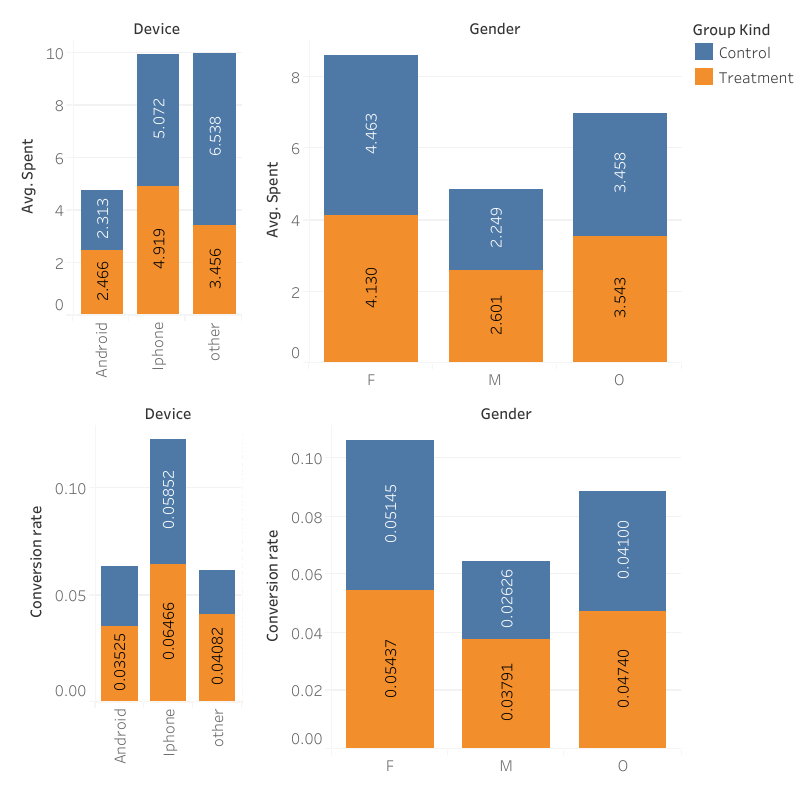 Device
Gender
Group Kind
Control
Treatment
Avg. Spent
10
8
6
4
2
0
2.313
2.466
5.072
4.919
6.538
3.456
Android
Iphone
other
Avg. Spent
8
6
4
2
0
4.463
4.130
2.249
2.601
3.458
3.543
F
M
O
Device
Gender
Conversion rate
0.10
0.05
0.00
0.03525
0.05852
0.06466
0.04082
Android
Iphone
other
Conversion rate
0.10
0.08
0.06
0.04
0.02
0.00
0.05145
0.05437
0.02626
0.03791
0.04100
0.04740
F
M
O